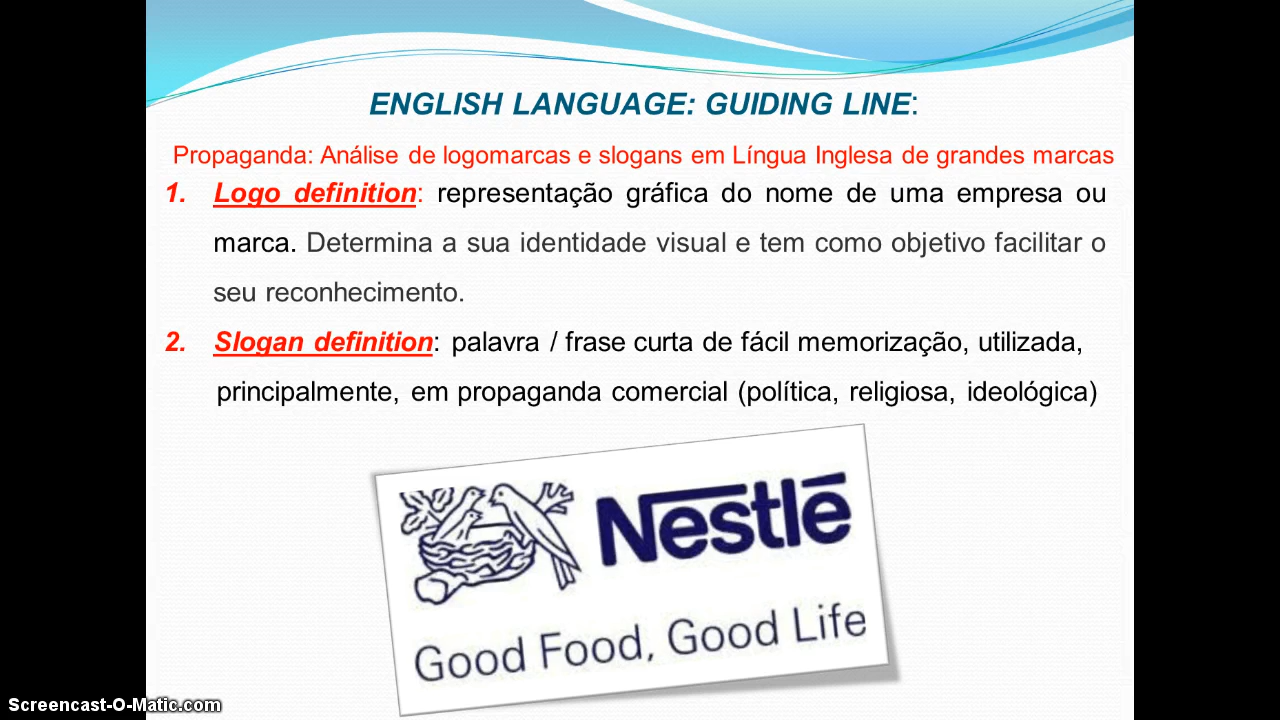 ENGLISH LANGUAGE: GUIDING LINE:
Propaganda: Análise de logomarcas e slogans em Língua Inglesa de grandes marcas
1. Logo definition: representação gráfica do nome de uma empresa ou
marca. Determina a sua identidade visual e tem como objetivo facilitar o
seu reconhecimento.
2. Slogan definition: palavra / frase curta de fácil memorização, utilizada,
principalmente, em propaganda comercial (política, religiosa, ideológica)
Nestlé
Good Food, Good Life
Screencast-O-Matic.com